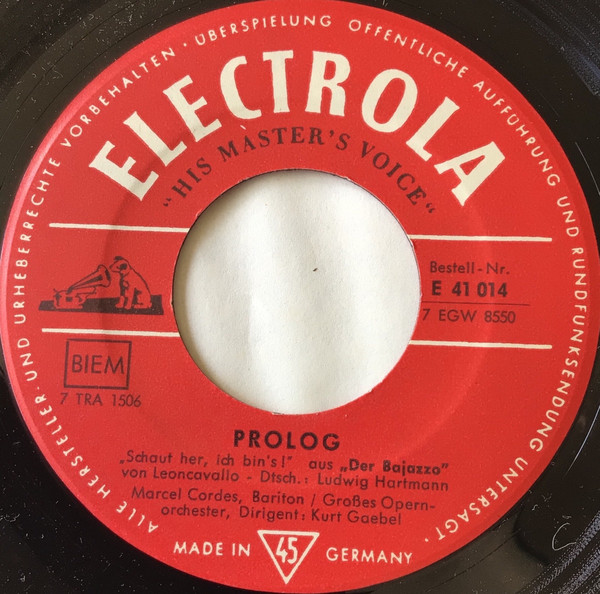 ALLE HERSTELLER- UND URHEBERRECHTE VORBEHALTEN · ÜBERSPIELUNG ÖFFENTLICHE AUFFÜHRUNG UND RUNDFUNKSENDUNG UNTERSAGT ·
ELECTROLA
"HIS MASTER'S VOICE"
Bestell-Nr.
E 41 014
7 EGW 8550
BIEM
7 TRA 1506
PROLOG
„Schaut her, ich bin's!" aus „Der Bajazzo"
von Leoncavallo - Dtsch.: Ludwig Hartmann
Marcel Cordes, Bariton / Großes Opern-
orchester, Dirigent: Kurt Gaebel
MADE IN 45 GERMANY